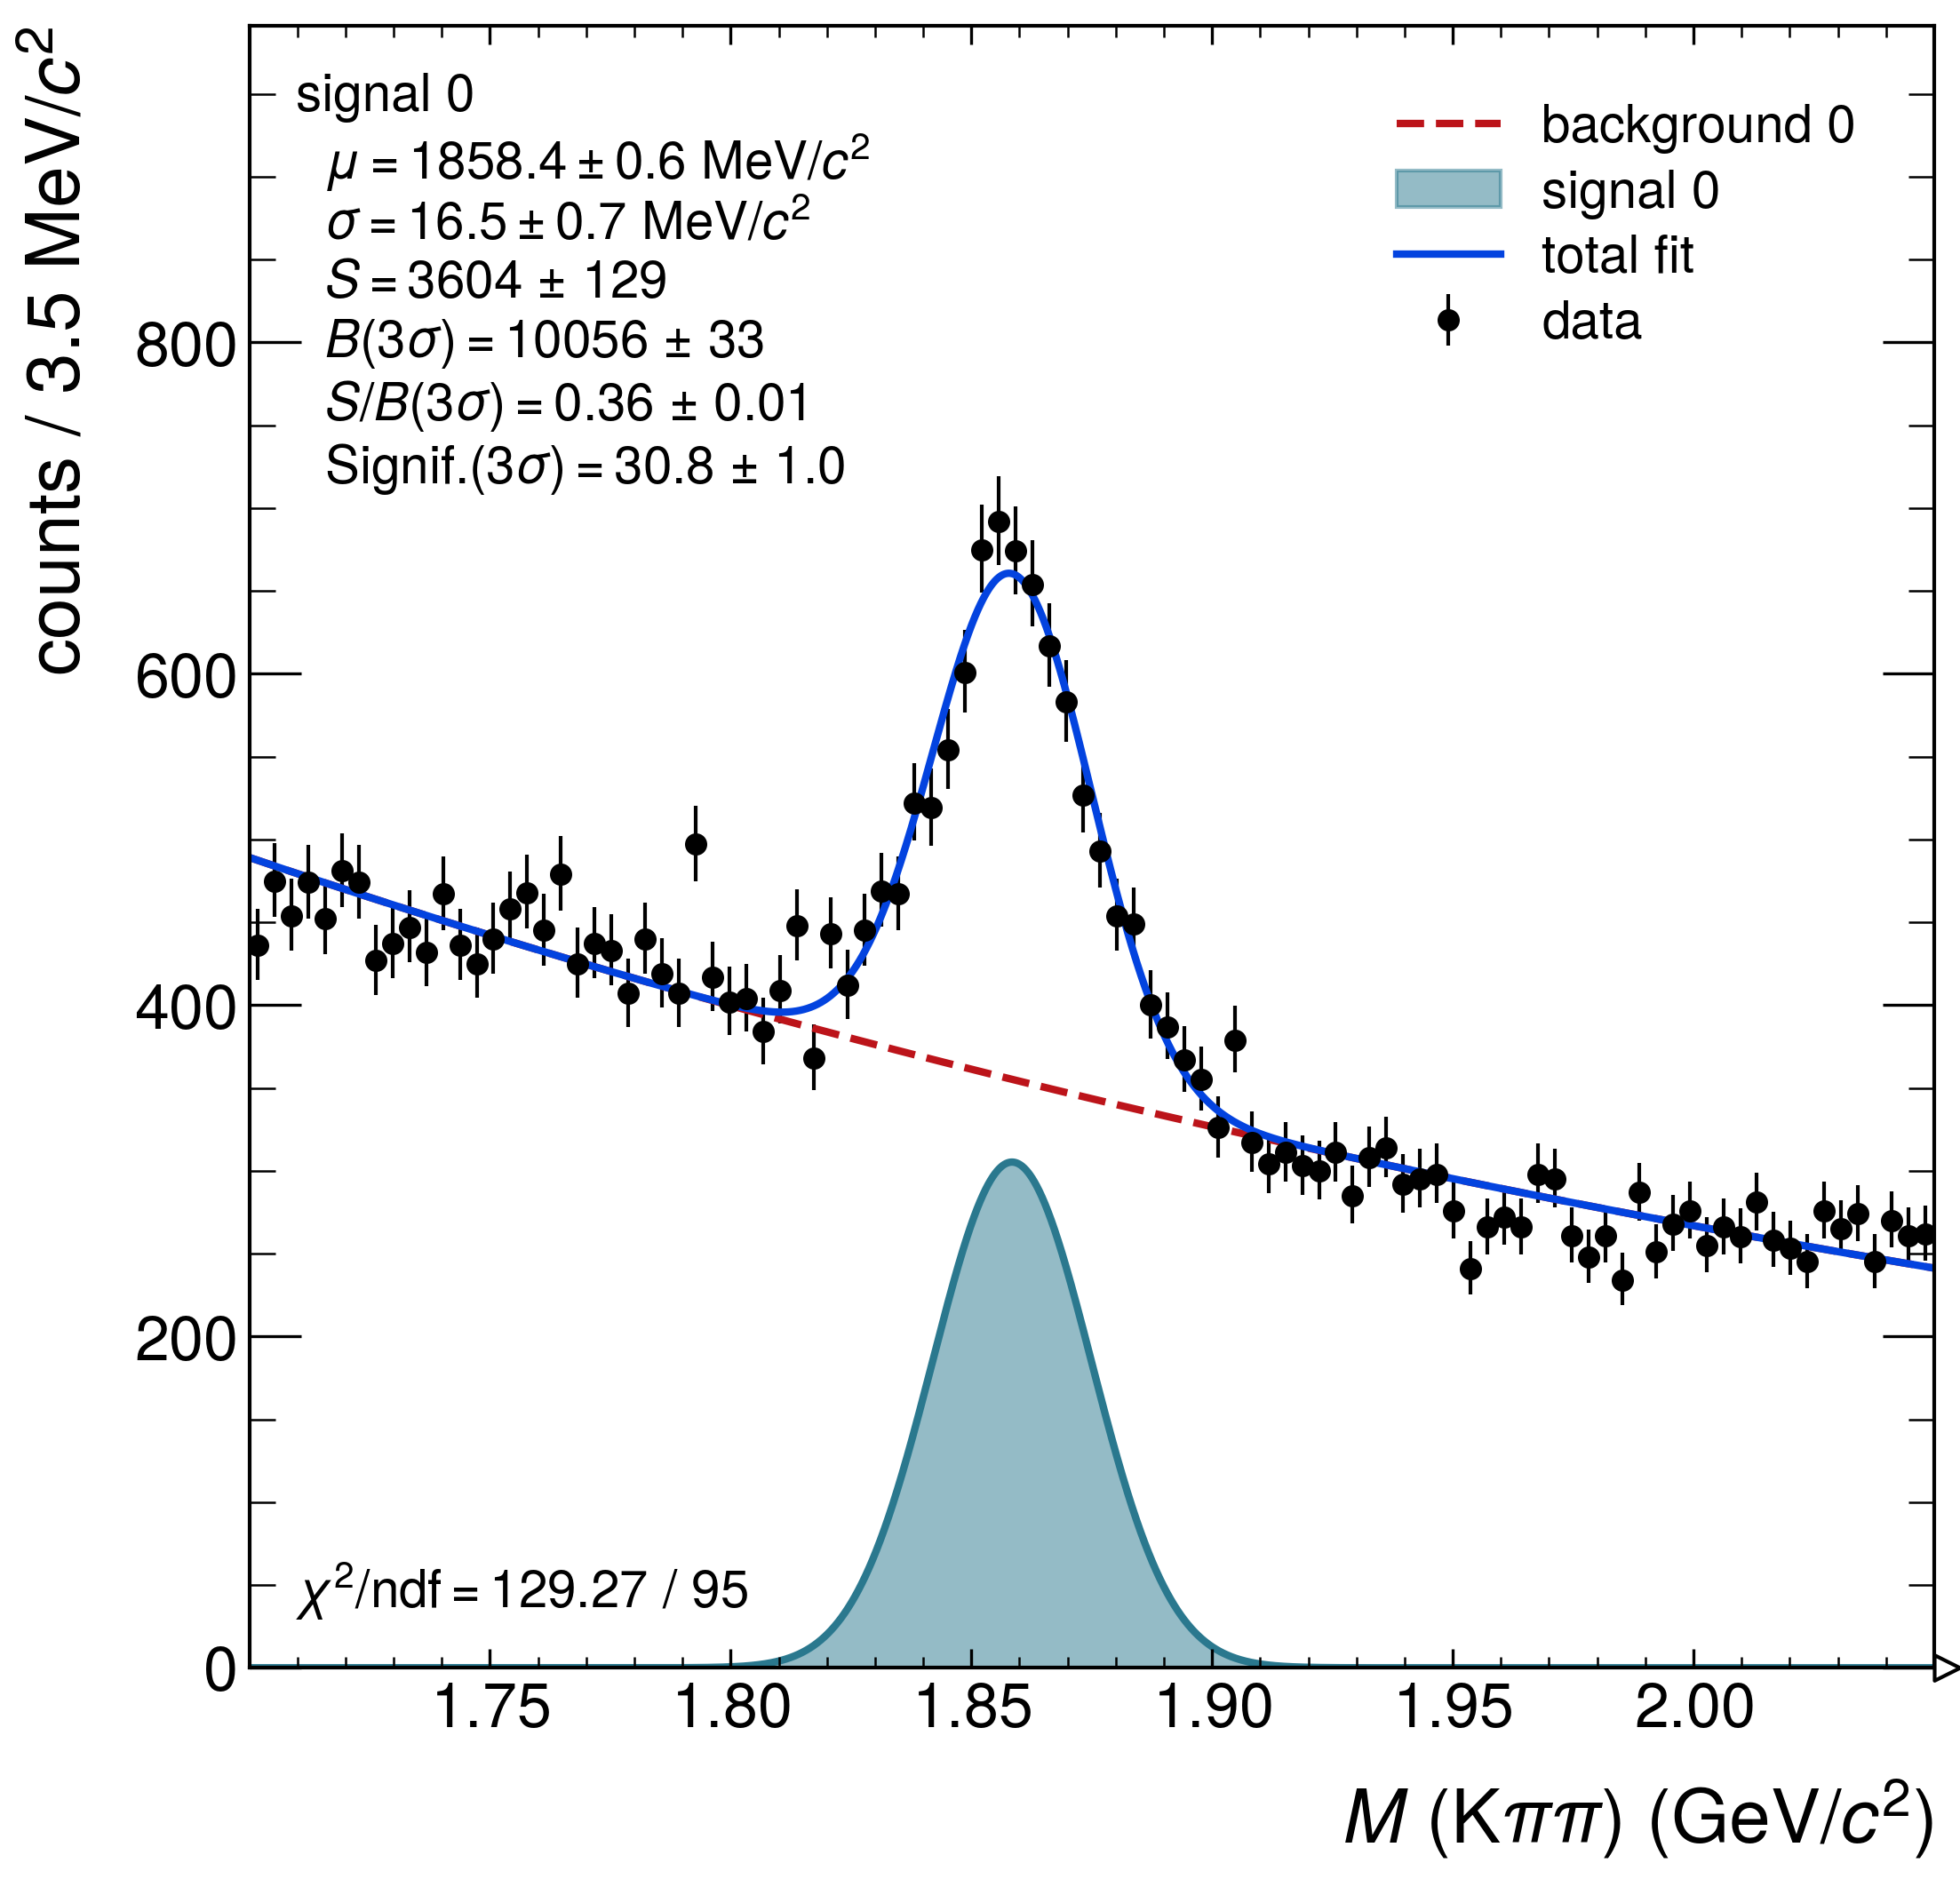 counts / 3.5 MeV/c²
signal 0
μ = 1858.4 ± 0.6 MeV/c²
σ = 16.5 ± 0.7 MeV/c²
S = 3604 ± 129
B(3σ) = 10056 ± 33
S/B(3σ) = 0.36 ± 0.01
Signif.(3σ) = 30.8 ± 1.0
background 0
signal 0
total fit
data
800
600
400
200
0
χ²/ndf = 129.27 / 95
1.75 1.80 1.85 1.90 1.95 2.00
M (Kππ) (GeV/c²)